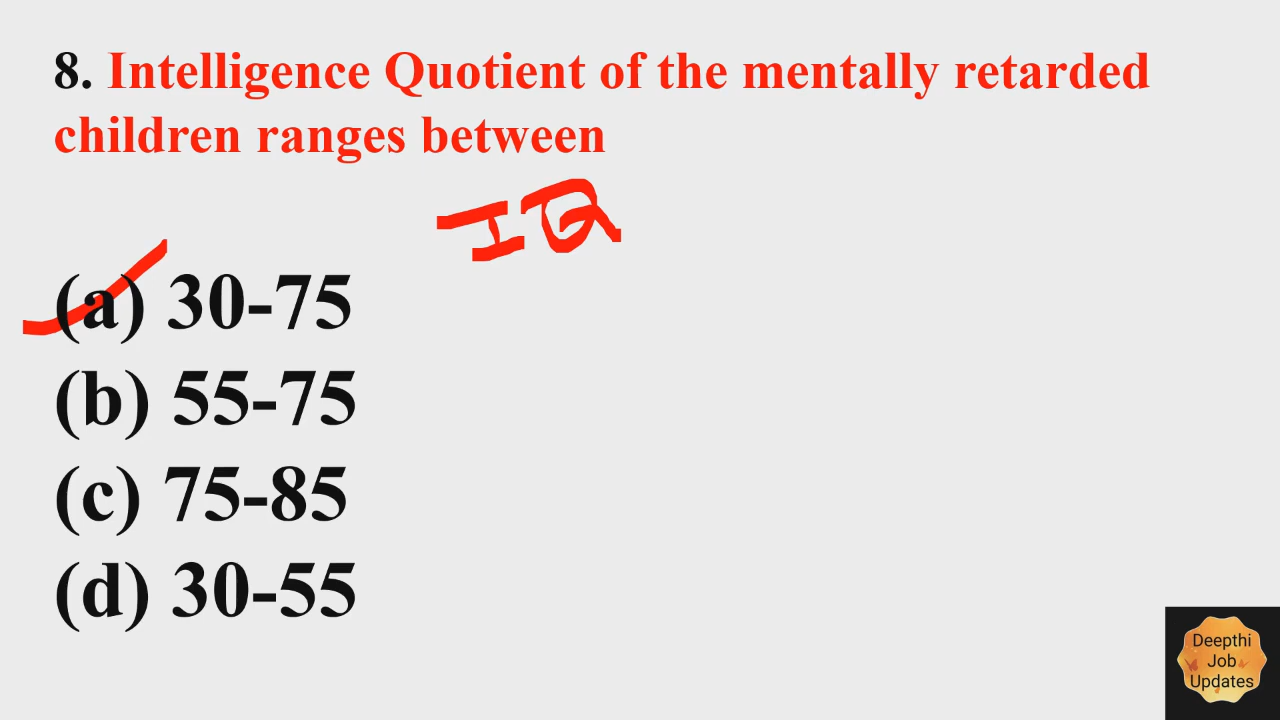 8. Intelligence Quotient of the mentally retarded
children ranges between
IQ
(a) 30-75
(b) 55-75
(c) 75-85
(d) 30-55
Deepthi
Job
Updates